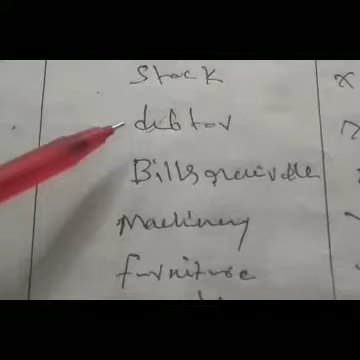 Stock x
debtor
Bills receivable
Machinery
furniture